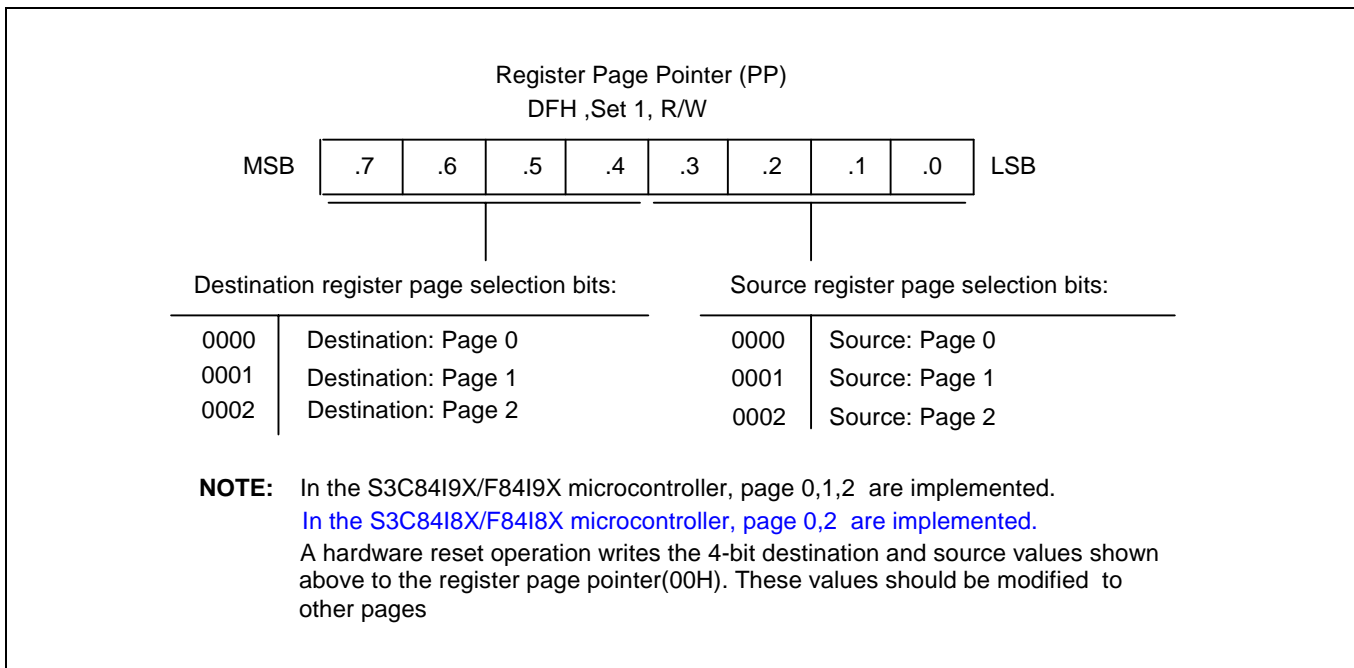 Register Page Pointer (PP)
DFH ,Set 1, R/W
MSB .7 .6 .5 .4 .3 .2 .1 .0 LSB
Destination register page selection bits:
0000 Destination: Page 0
0001 Destination: Page 1
0002 Destination: Page 2
Source register page selection bits:
0000 Source: Page 0
0001 Source: Page 1
0002 Source: Page 2
NOTE: In the S3C84I9X/F84I9X microcontroller, page 0,1,2 are implemented.
In the S3C84I8X/F84I8X microcontroller, page 0,2 are implemented.
A hardware reset operation writes the 4-bit destination and source values shown
above to the register page pointer(00H). These values should be modified to
other pages